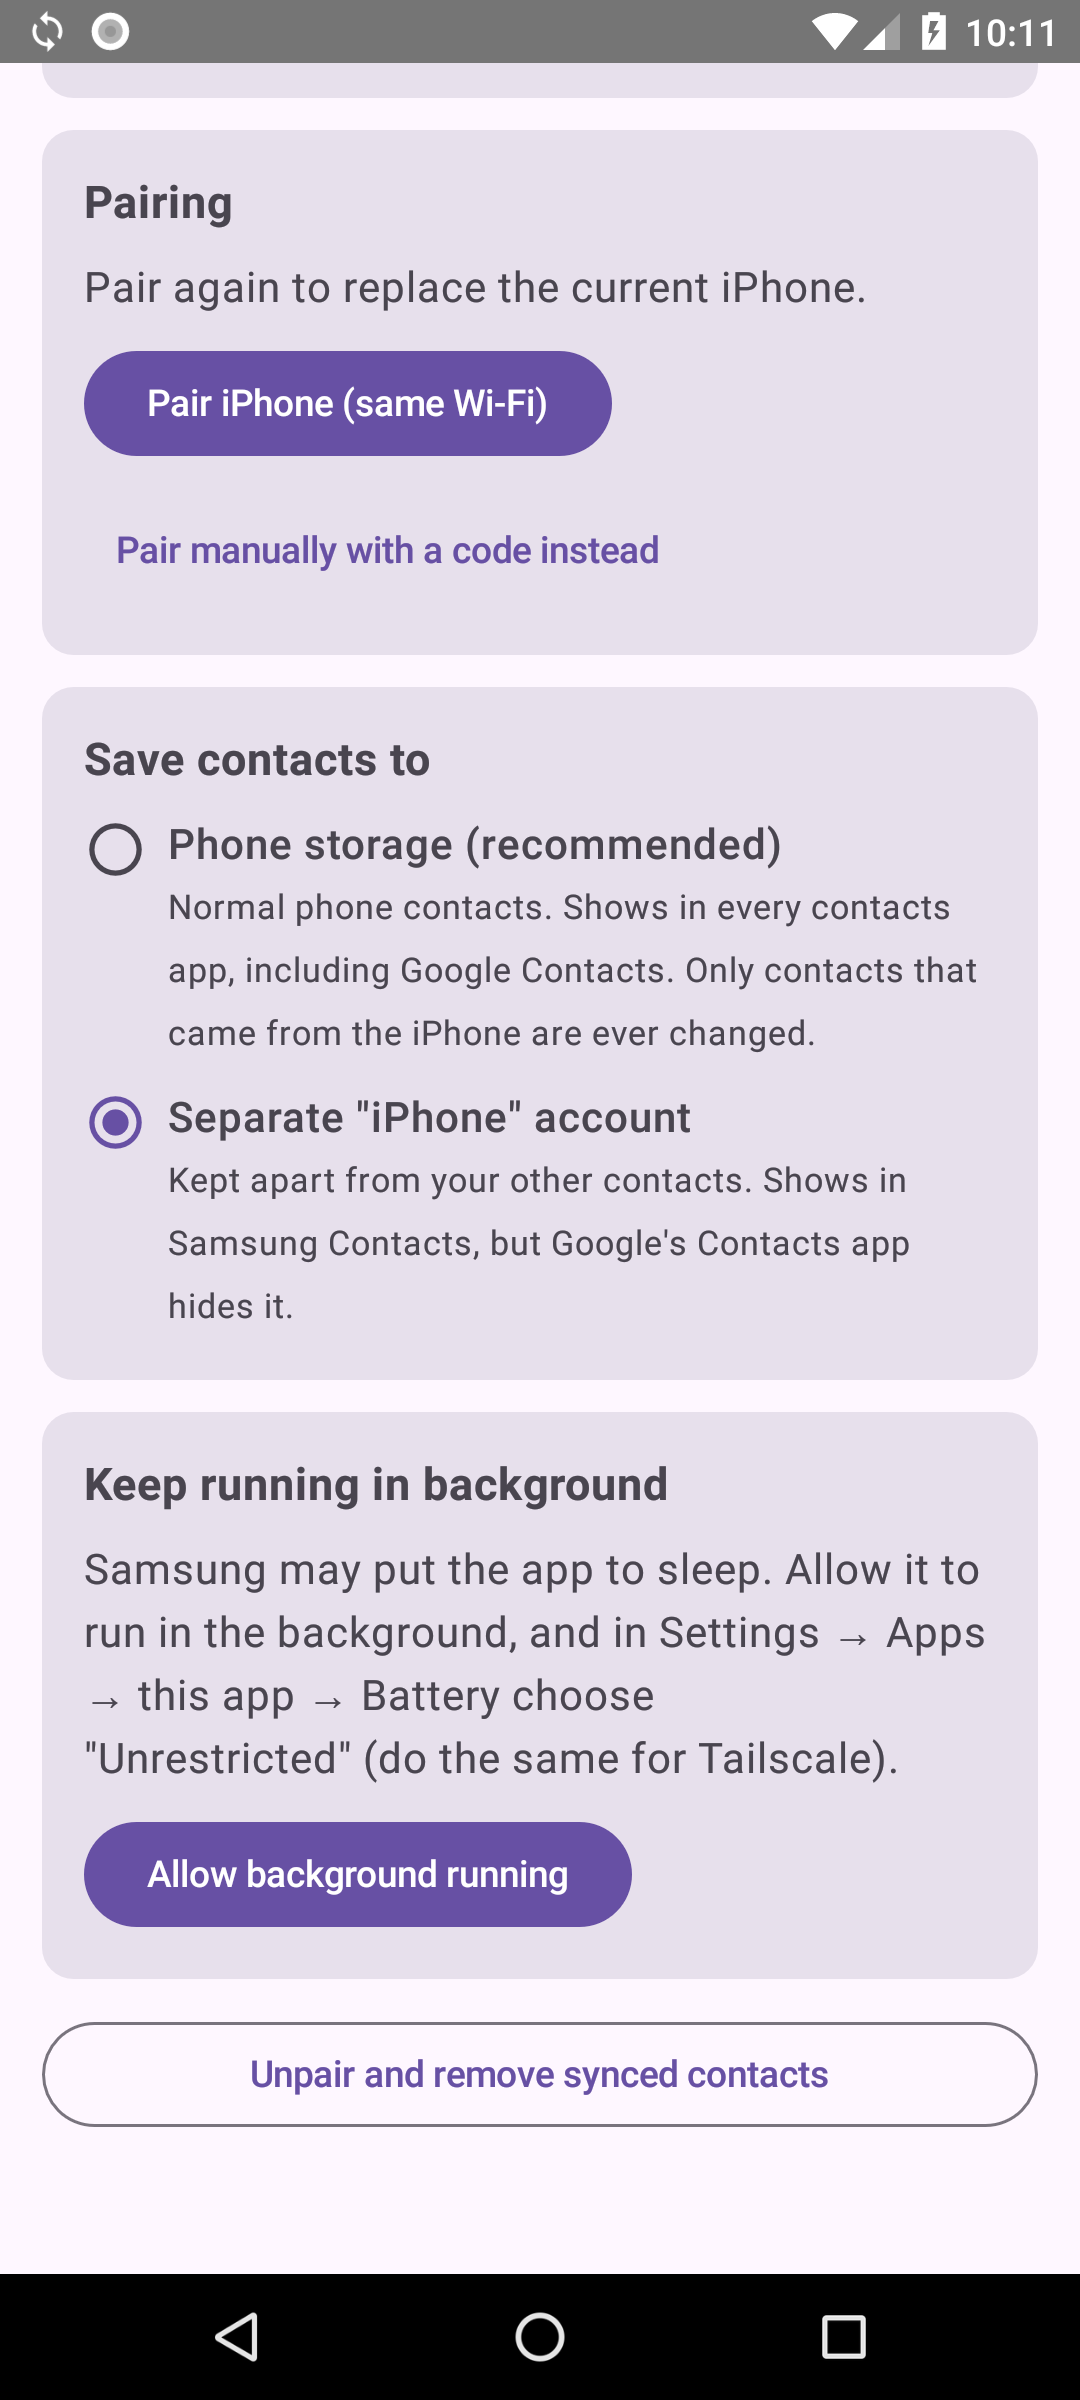 10:11
Pairing
Pair again to replace the current iPhone.
Pair iPhone (same Wi-Fi)
Pair manually with a code instead
Save contacts to
Phone storage (recommended)
Normal phone contacts. Shows in every contacts
app, including Google Contacts. Only contacts that
came from the iPhone are ever changed.
Separate "iPhone" account
Kept apart from your other contacts. Shows in
Samsung Contacts, but Google's Contacts app
hides it.
Keep running in background
Samsung may put the app to sleep. Allow it to
run in the background, and in Settings → Apps
→ this app → Battery choose
"Unrestricted" (do the same for Tailscale).
Allow background running
Unpair and remove synced contacts